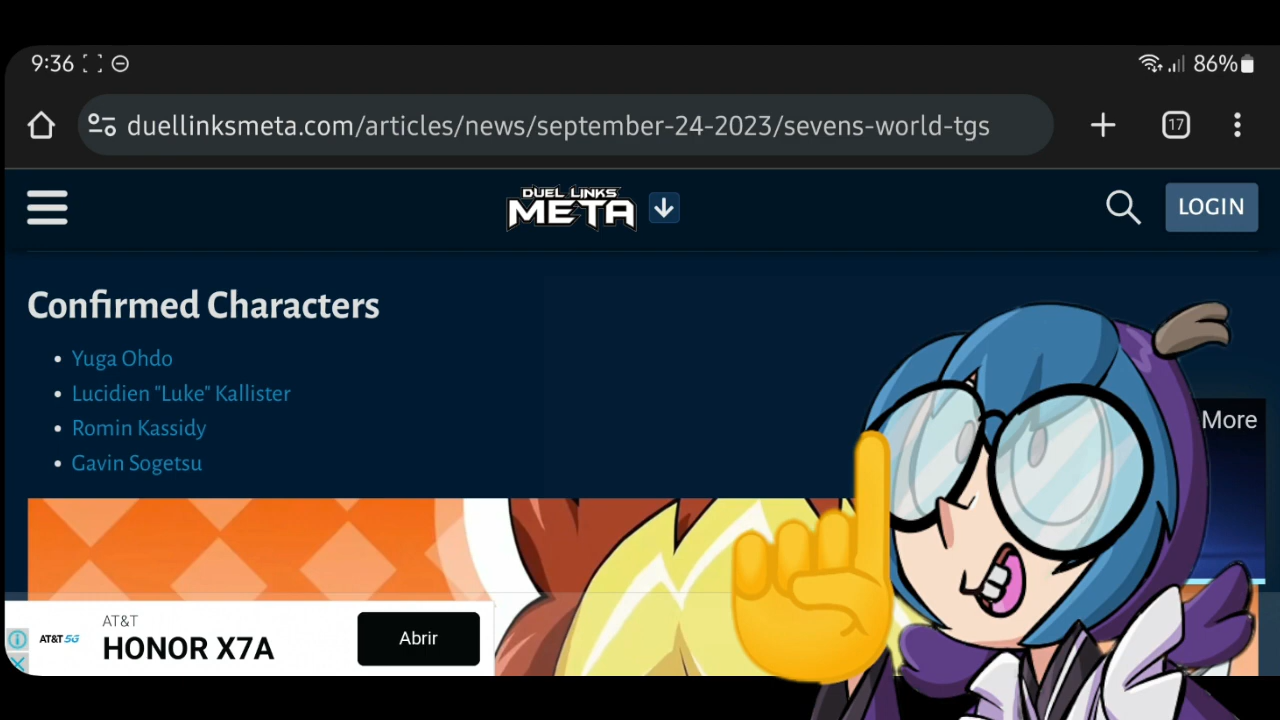 9:36
86%
duellinksmeta.com/articles/news/september-24-2023/sevens-world-tgs
17
DUEL LINKS
META
LOGIN
Confirmed Characters
Yuga Ohdo
Lucidien "Luke" Kallister
Romin Kassidy
Gavin Sogetsu
More
AT&T
AT&T 5G
HONOR X7A
Abrir